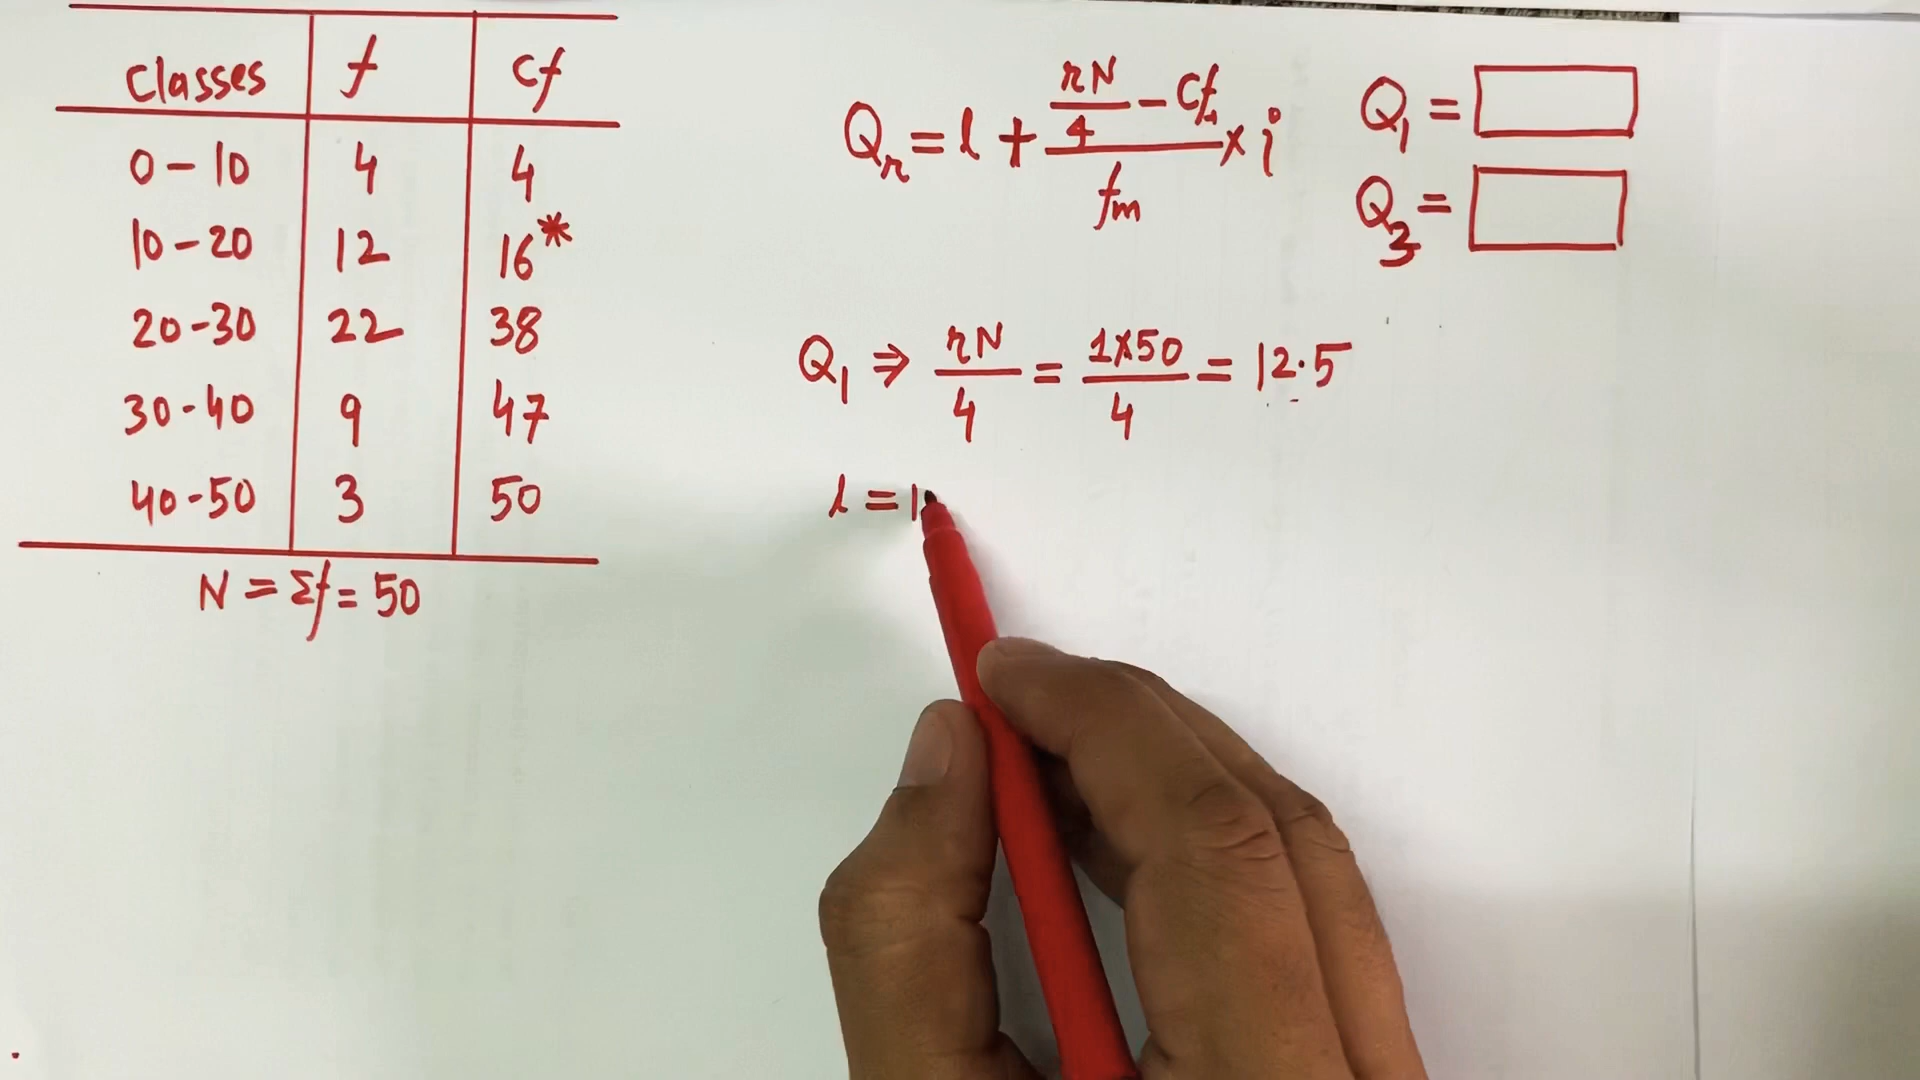 Classes f Cf
0-10 4 4
10-20 12 16*
20-30 22 38
30-40 9 47
40-50 3 50
N = Σf = 50
Qr = l + (rN/4 - Cf)/fm × i
Q1 =
Q3 =
Q1 ⇒ rN/4 = 1×50/4 = 12.5
l = 1